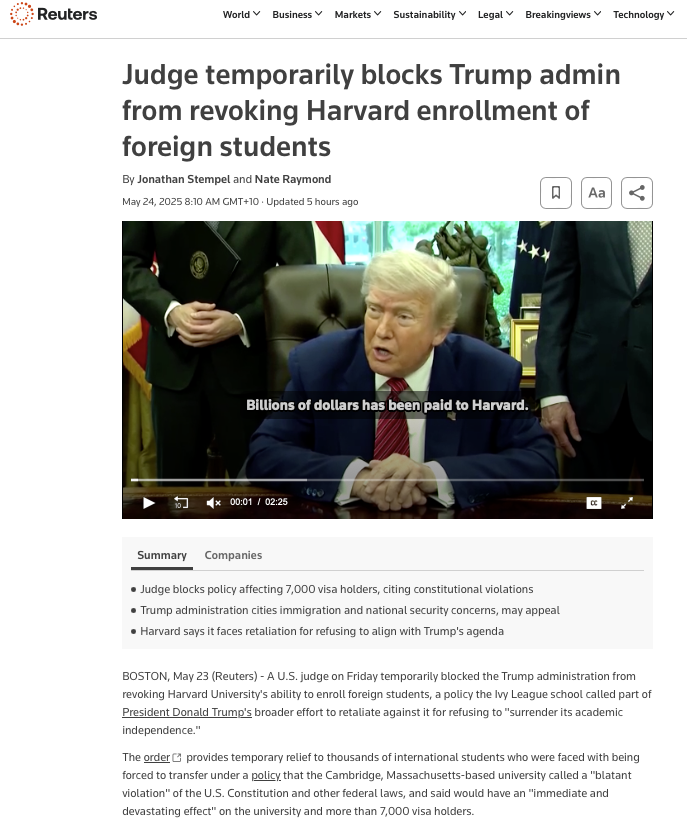 Reuters
World Business Markets Sustainability Legal Breakingviews Technology
Judge temporarily blocks Trump admin
from revoking Harvard enrollment of
foreign students
By Jonathan Stempel and Nate Raymond
May 24, 2025 8:10 AM GMT+10 · Updated 5 hours ago
Aa
Billions of dollars has been paid to Harvard.
10 00:01 / 02:25 CC
Summary Companies
Judge blocks policy affecting 7,000 visa holders, citing constitutional violations
Trump administration cities immigration and national security concerns, may appeal
Harvard says it faces retaliation for refusing to align with Trump's agenda
BOSTON, May 23 (Reuters) - A U.S. judge on Friday temporarily blocked the Trump administration from
revoking Harvard University's ability to enroll foreign students, a policy the Ivy League school called part of
President Donald Trump's broader effort to retaliate against it for refusing to "surrender its academic
independence."
The order provides temporary relief to thousands of international students who were faced with being
forced to transfer under a policy that the Cambridge, Massachusetts-based university called a "blatant
violation" of the U.S. Constitution and other federal laws, and said would have an "immediate and
devastating effect" on the university and more than 7,000 visa holders.